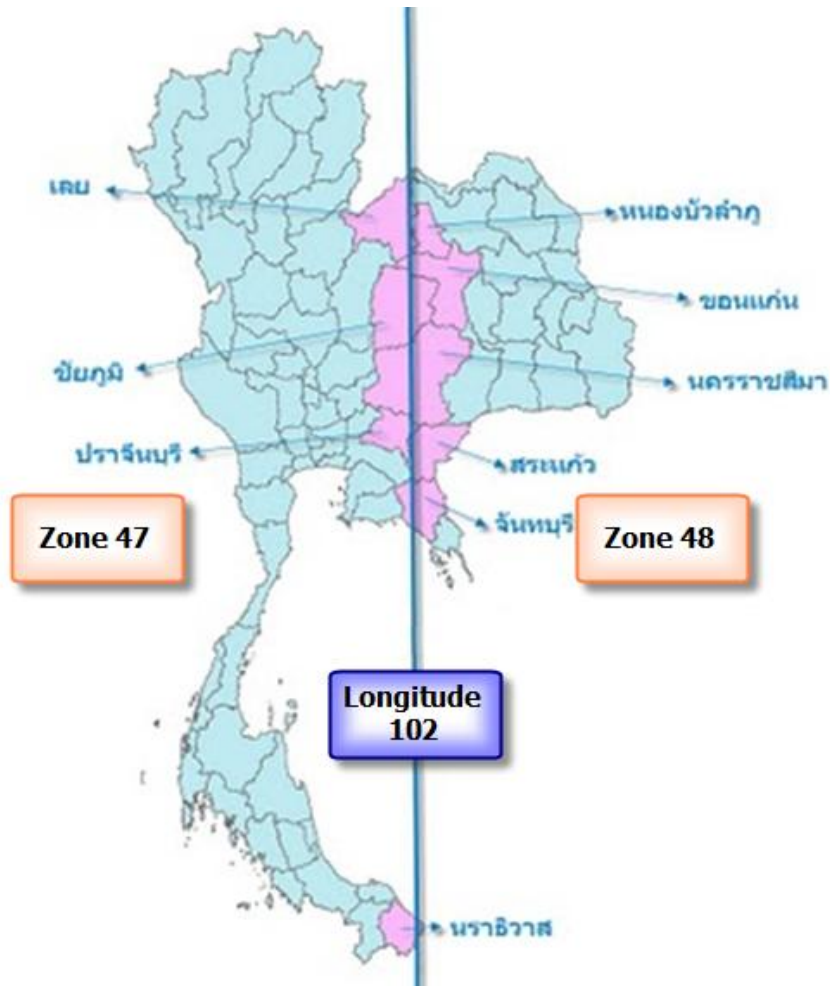 เลย
หนองบัวลำภู
ขอนแก่น
ชัยภูมิ
นครราชสีมา
ปราจีนบุรี
สระแก้ว
จันทบุรี
Zone 47
Zone 48
Longitude
102
นราธิวาส